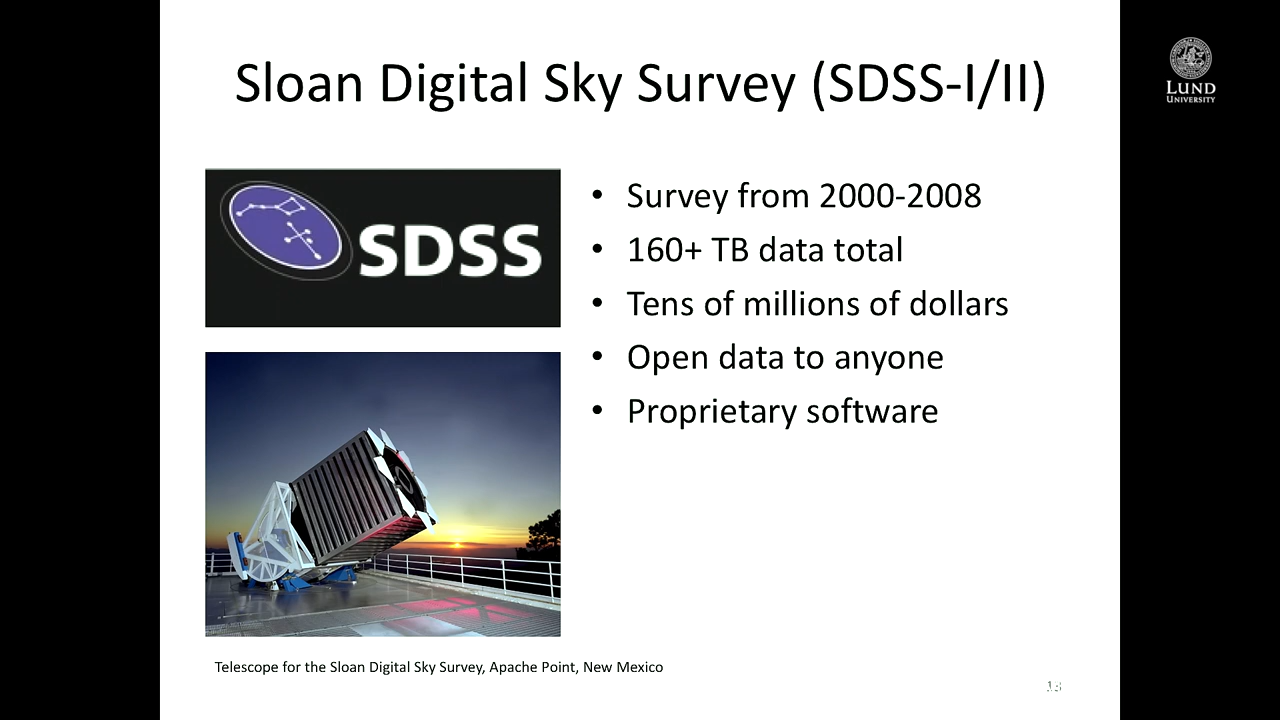 Sloan Digital Sky Survey (SDSS-I/II)
LUND
UNIVERSITY
SDSS
• Survey from 2000-2008
• 160+ TB data total
• Tens of millions of dollars
• Open data to anyone
• Proprietary software
Telescope for the Sloan Digital Sky Survey, Apache Point, New Mexico